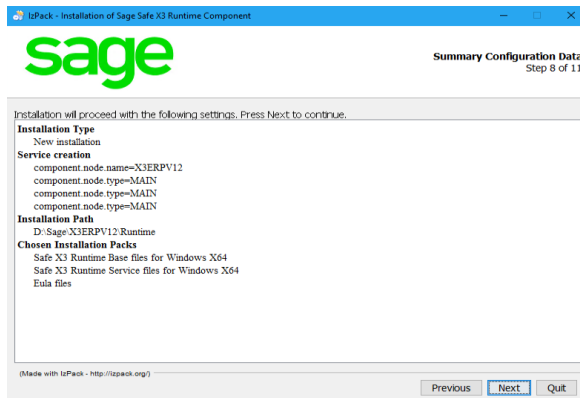 IzPack - Installation of Sage Safe X3 Runtime Component
sage
Summary Configuration Data
Step 8 of 11
Installation will proceed with the following settings. Press Next to continue.
Installation Type
New installation
Service creation
component.node.name=X3ERPV12
component.node.type=MAIN
component.node.type=MAIN
component.node.type=MAIN
Installation Path
D:\Sage\X3ERPV12\Runtime
Chosen Installation Packs
Safe X3 Runtime Base files for Windows X64
Safe X3 Runtime Service files for Windows X64
Eula files
(Made with IzPack - http://izpack.org/)
Previous Next Quit